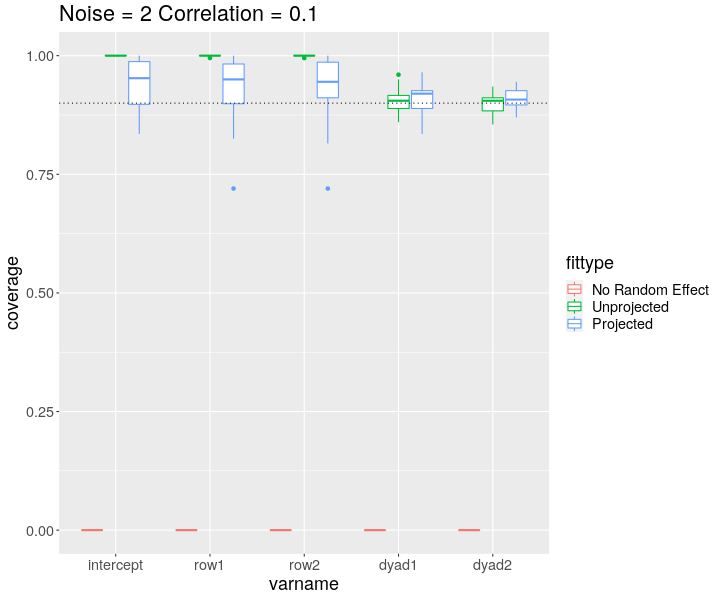 Noise = 2 Correlation = 0.1
coverage
1.00
0.75
0.50
0.25
0.00
intercept row1 row2 dyad1 dyad2
varname
fittype
No Random Effect
Unprojected
Projected